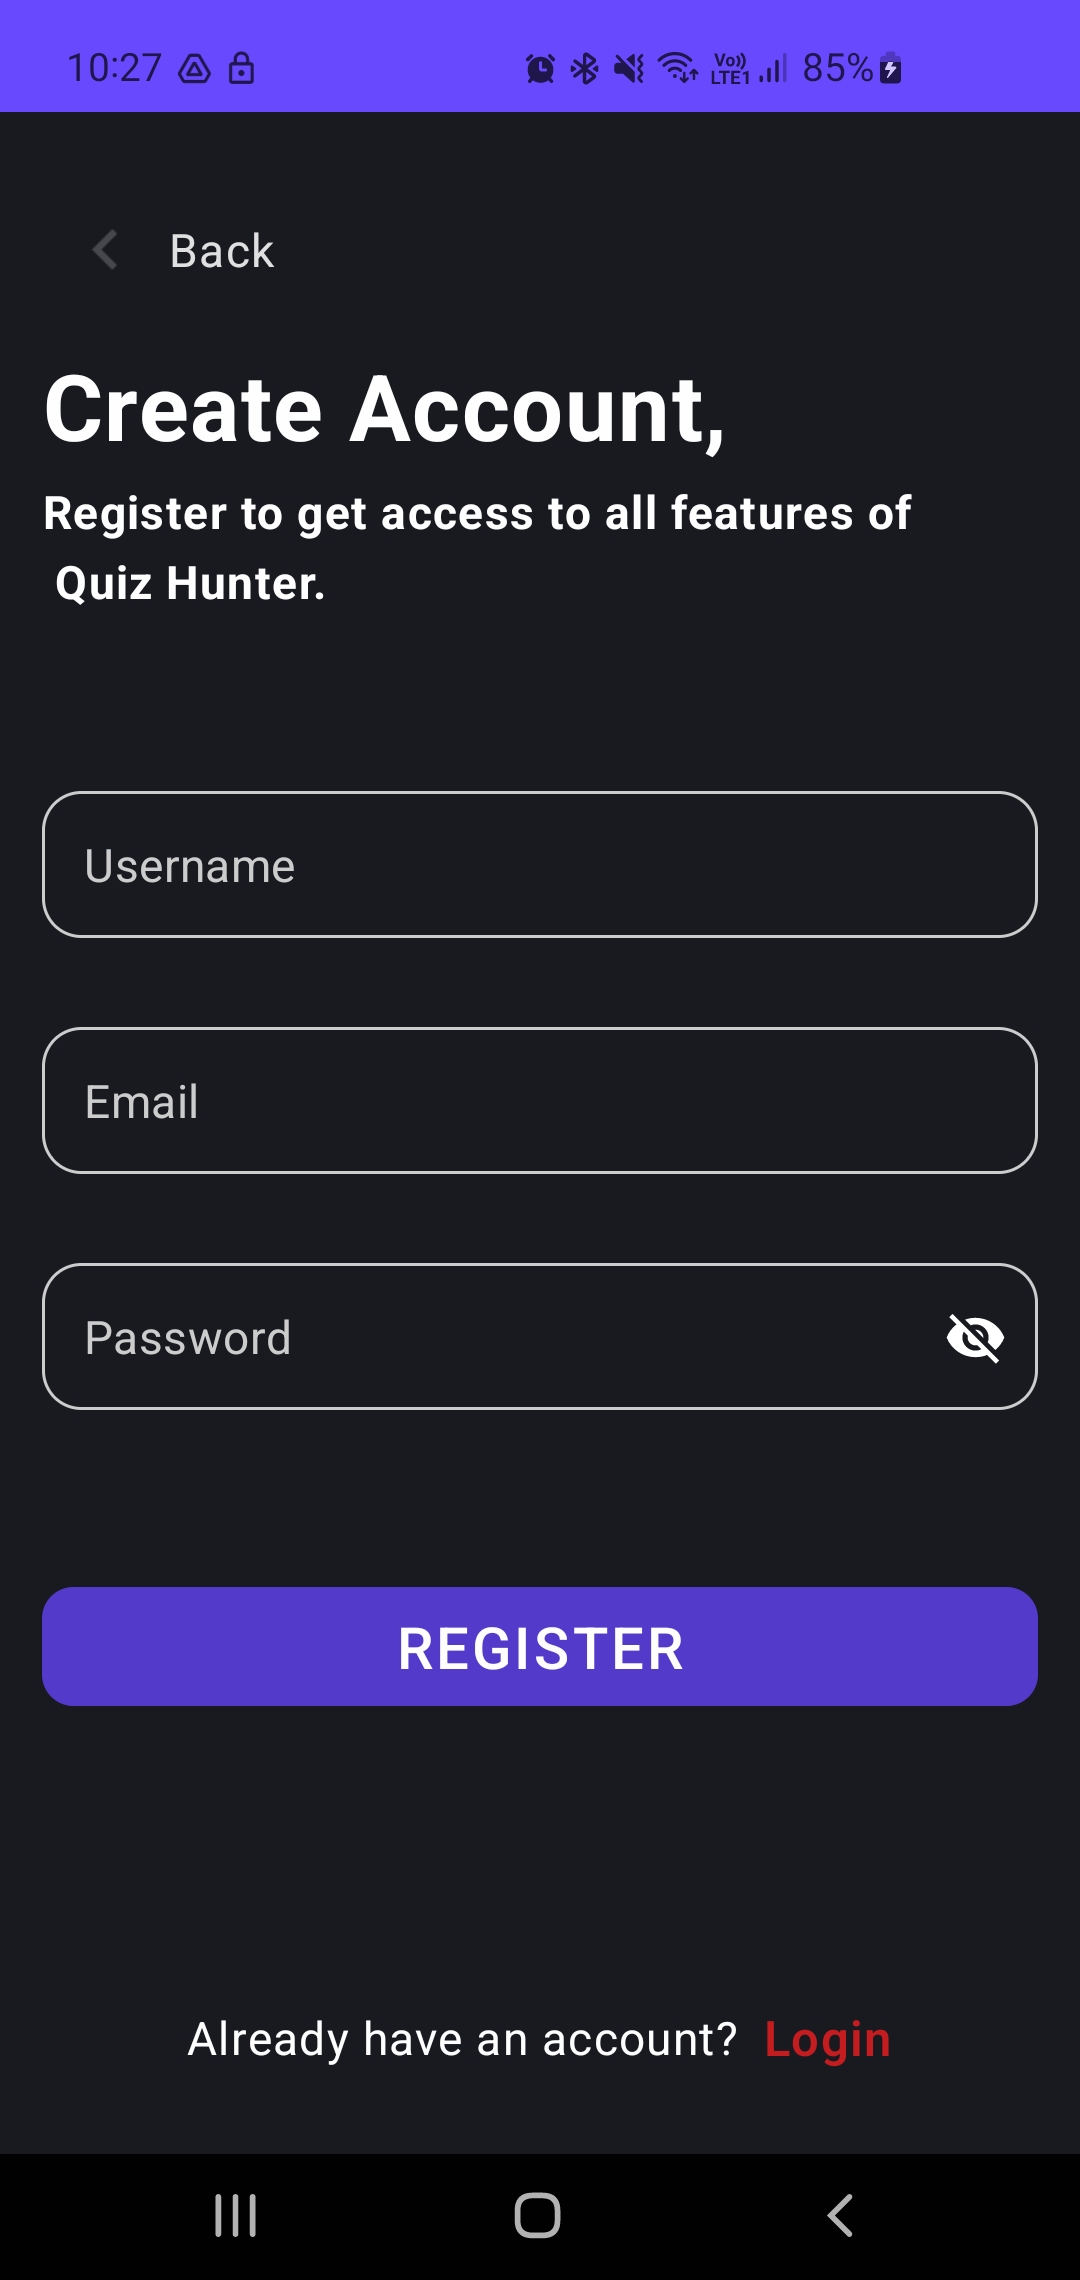 10:27 Vo)) LTE1 85%
Back
Create Account,
Register to get access to all features of
Quiz Hunter.
Username
Email
Password
REGISTER
Already have an account? Login